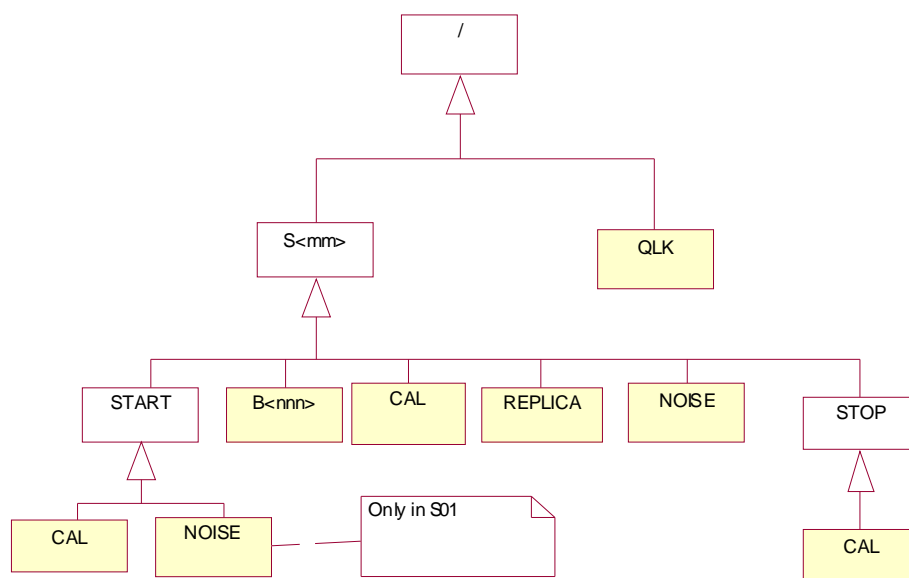 /
S<mm>
QLK
START
B<nnn>
CAL
REPLICA
NOISE
STOP
CAL
NOISE
Only in S01
CAL